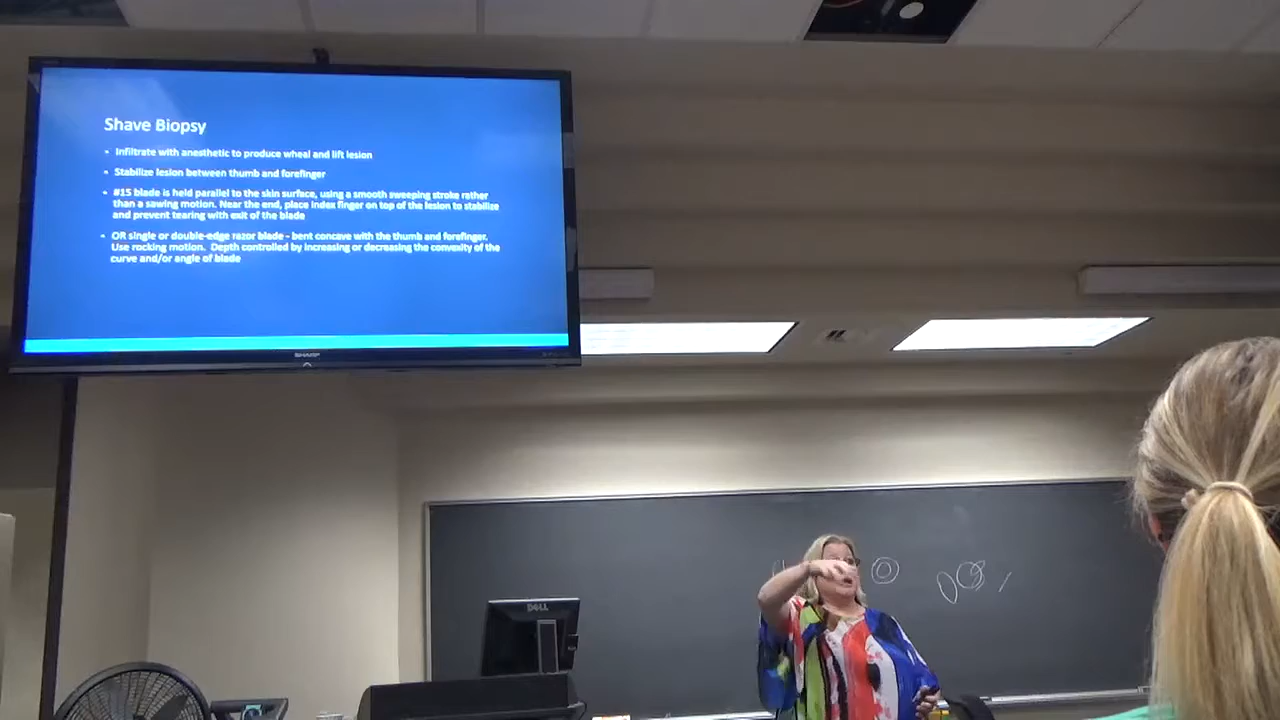 Shave Biopsy
• Infiltrate with anesthetic to produce wheal and lift lesion
• Stabilize lesion between thumb and forefinger
• #15 blade is held parallel to the skin surface, using a smooth sweeping stroke rather
than a sawing motion. Near the end, place index finger on top of the lesion to stabilize
and prevent tearing with exit of the blade
• OR single or double-edge razor blade - bent concave with the thumb and forefinger.
Use rocking motion. Depth controlled by increasing or decreasing the convexity of the
curve and/or angle of blade
SHARP
DELL